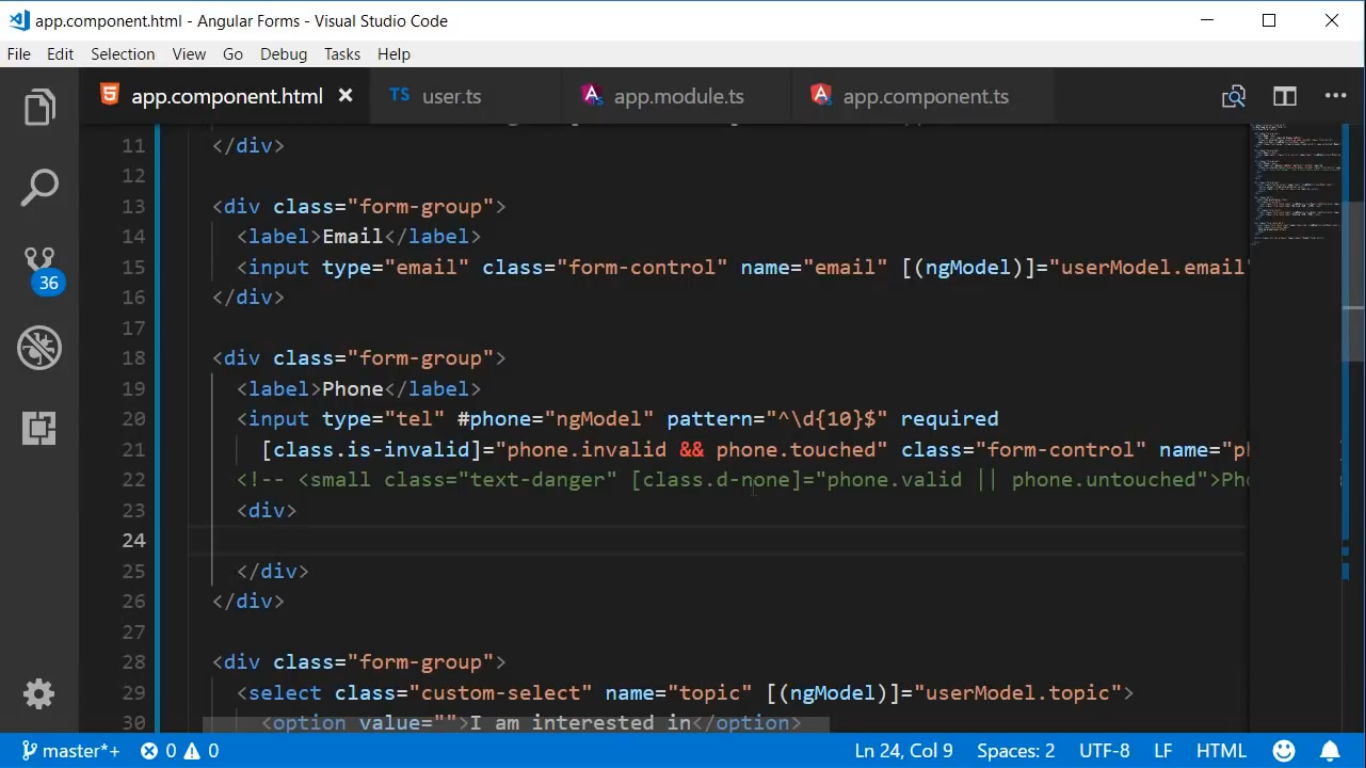 app.component.html - Angular Forms - Visual Studio Code
File Edit Selection View Go Debug Tasks Help
app.component.html TS user.ts app.module.ts app.component.ts
11 </div>
12
13 <div class="form-group">
14 <label>Email</label>
15 <input type="email" class="form-control" name="email" [(ngModel)]="userModel.email"
16 </div>
17
18 <div class="form-group">
19 <label>Phone</label>
20 <input type="tel" #phone="ngModel" pattern="^\d{10}$" required
21 [class.is-invalid]="phone.invalid && phone.touched" class="form-control" name="ph
22 <!-- <small class="text-danger" [class.d-none]="phone.valid || phone.untouched">Pho
23 <div>
24
25 </div>
26 </div>
27
28 <div class="form-group">
29 <select class="custom-select" name="topic" [(ngModel)]="userModel.topic">
30 <option value="">I am interested in</option>
36
master*+ 0 0 Ln 24, Col 9 Spaces: 2 UTF-8 LF HTML